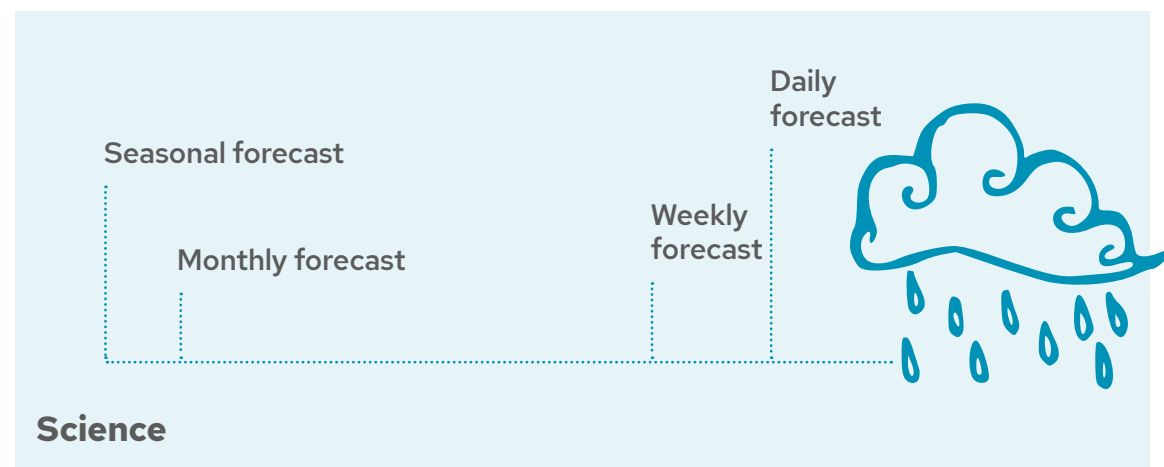 Daily
forecast
Seasonal forecast
Weekly
forecast
Monthly forecast
Science